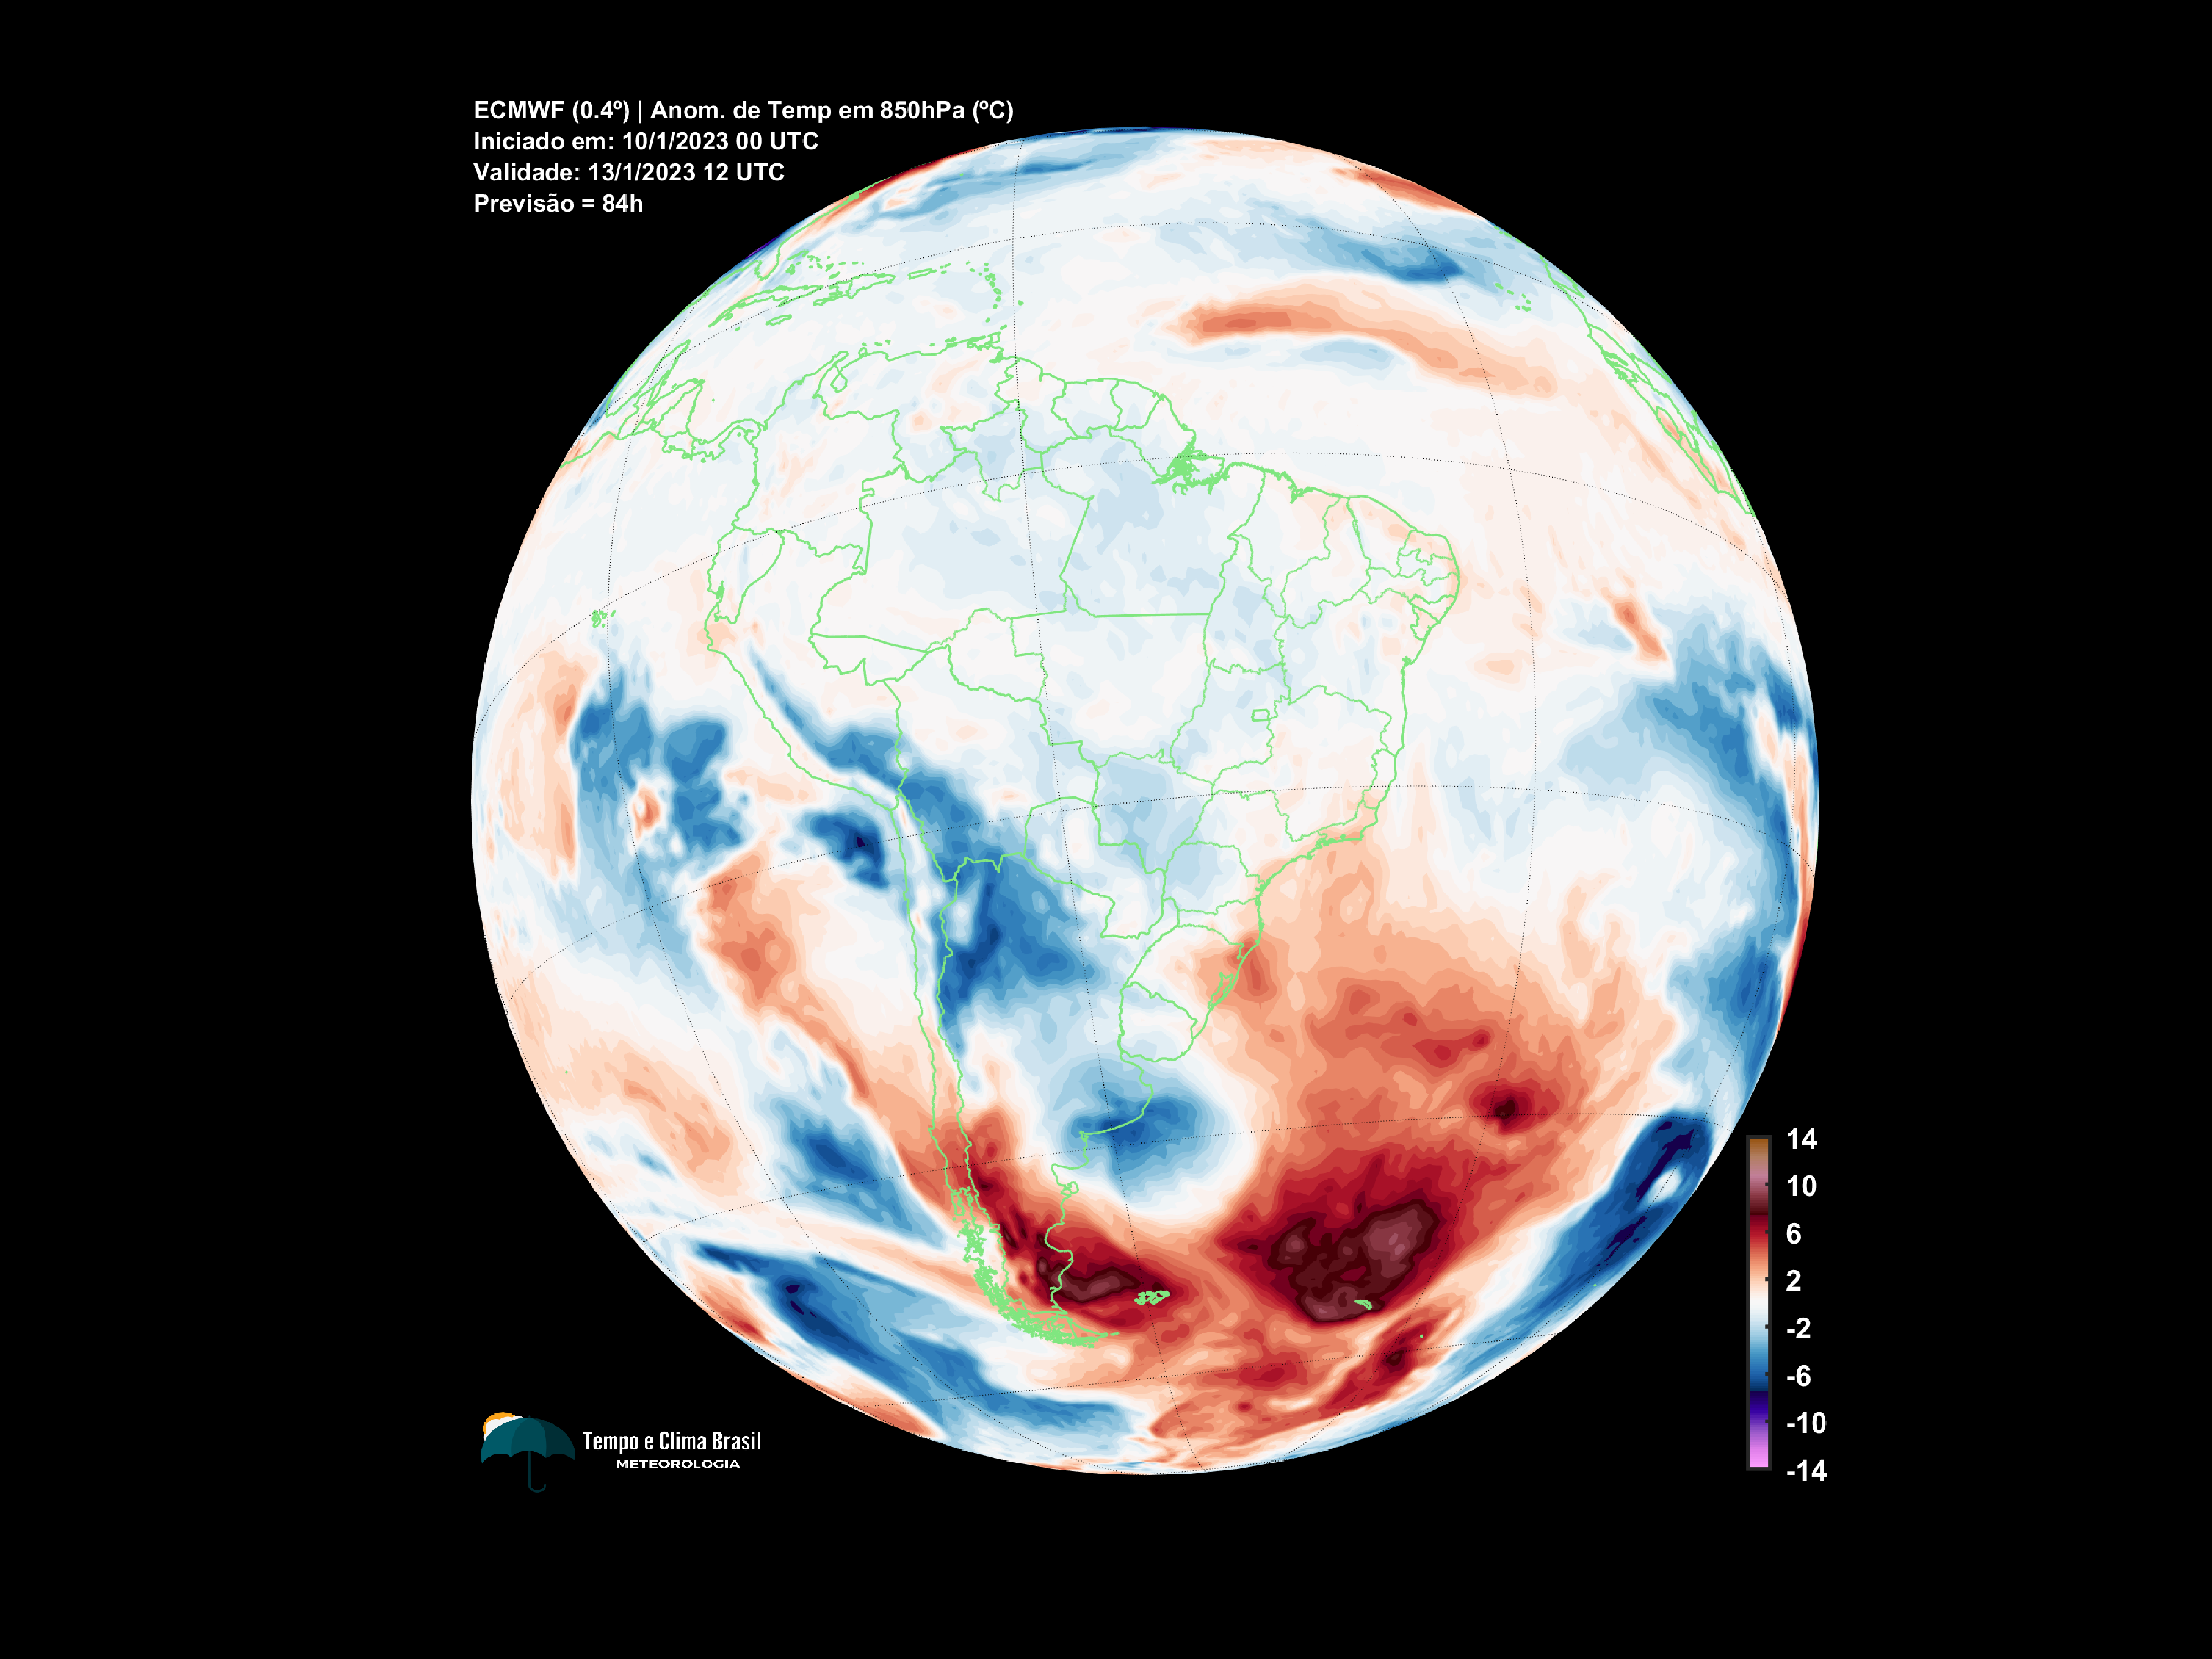 ECMWF (0.4º) | Anom. de Temp em 850hPa (ºC)
Iniciado em: 10/1/2023 00 UTC
Validade: 13/1/2023 12 UTC
Previsão = 84h
14
10
6
2
-2
-6
-10
-14
Tempo e Clima Brasil
METEOROLOGIA